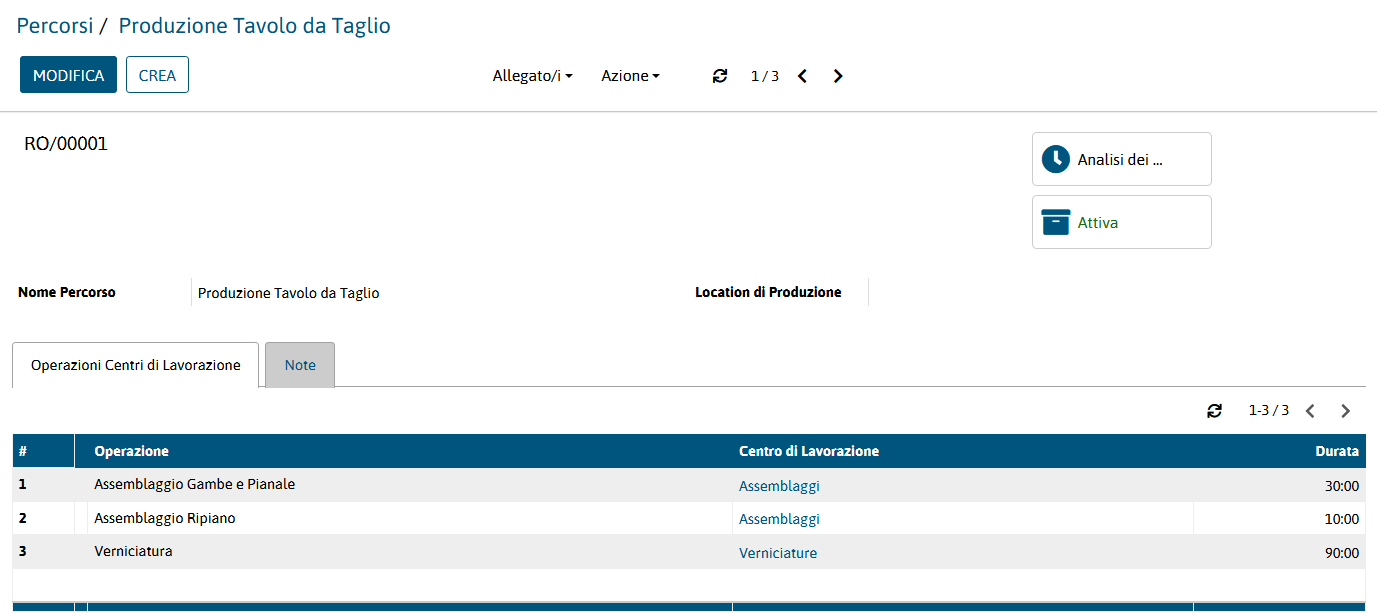 Percorsi / Produzione Tavolo da Taglio
MODIFICA CREA Allegato/i Azione 1 / 3
RO/00001
Analisi dei ...
Attiva
Nome Percorso Produzione Tavolo da Taglio Location di Produzione
Operazioni Centri di Lavorazione Note
1-3 / 3
# Operazione Centro di Lavorazione Durata
1 Assemblaggio Gambe e Pianale Assemblaggi 30:00
2 Assemblaggio Ripiano Assemblaggi 10:00
3 Verniciatura Verniciature 90:00